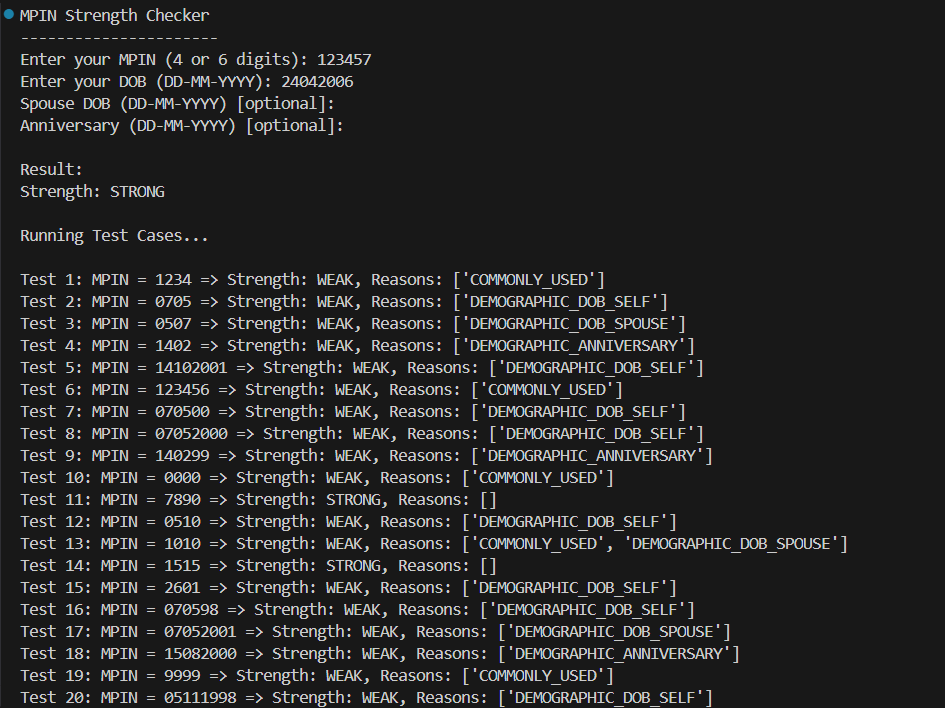 MPIN Strength Checker
----------------------
Enter your MPIN (4 or 6 digits): 123457
Enter your DOB (DD-MM-YYYY): 24042006
Spouse DOB (DD-MM-YYYY) [optional]:
Anniversary (DD-MM-YYYY) [optional]:
Result:
Strength: STRONG
Running Test Cases...
Test 1: MPIN = 1234 => Strength: WEAK, Reasons: ['COMMONLY_USED']
Test 2: MPIN = 0705 => Strength: WEAK, Reasons: ['DEMOGRAPHIC_DOB_SELF']
Test 3: MPIN = 0507 => Strength: WEAK, Reasons: ['DEMOGRAPHIC_DOB_SPOUSE']
Test 4: MPIN = 1402 => Strength: WEAK, Reasons: ['DEMOGRAPHIC_ANNIVERSARY']
Test 5: MPIN = 14102001 => Strength: WEAK, Reasons: ['DEMOGRAPHIC_DOB_SELF']
Test 6: MPIN = 123456 => Strength: WEAK, Reasons: ['COMMONLY_USED']
Test 7: MPIN = 070500 => Strength: WEAK, Reasons: ['DEMOGRAPHIC_DOB_SELF']
Test 8: MPIN = 07052000 => Strength: WEAK, Reasons: ['DEMOGRAPHIC_DOB_SELF']
Test 9: MPIN = 140299 => Strength: WEAK, Reasons: ['DEMOGRAPHIC_ANNIVERSARY']
Test 10: MPIN = 0000 => Strength: WEAK, Reasons: ['COMMONLY_USED']
Test 11: MPIN = 7890 => Strength: STRONG, Reasons: []
Test 12: MPIN = 0510 => Strength: WEAK, Reasons: ['DEMOGRAPHIC_DOB_SELF']
Test 13: MPIN = 1010 => Strength: WEAK, Reasons: ['COMMONLY_USED', 'DEMOGRAPHIC_DOB_SPOUSE']
Test 14: MPIN = 1515 => Strength: STRONG, Reasons: []
Test 15: MPIN = 2601 => Strength: WEAK, Reasons: ['DEMOGRAPHIC_DOB_SELF']
Test 16: MPIN = 070598 => Strength: WEAK, Reasons: ['DEMOGRAPHIC_DOB_SELF']
Test 17: MPIN = 07052001 => Strength: WEAK, Reasons: ['DEMOGRAPHIC_DOB_SPOUSE']
Test 18: MPIN = 15082000 => Strength: WEAK, Reasons: ['DEMOGRAPHIC_ANNIVERSARY']
Test 19: MPIN = 9999 => Strength: WEAK, Reasons: ['COMMONLY_USED']
Test 20: MPIN = 05111998 => Strength: WEAK, Reasons: ['DEMOGRAPHIC_DOB_SELF']